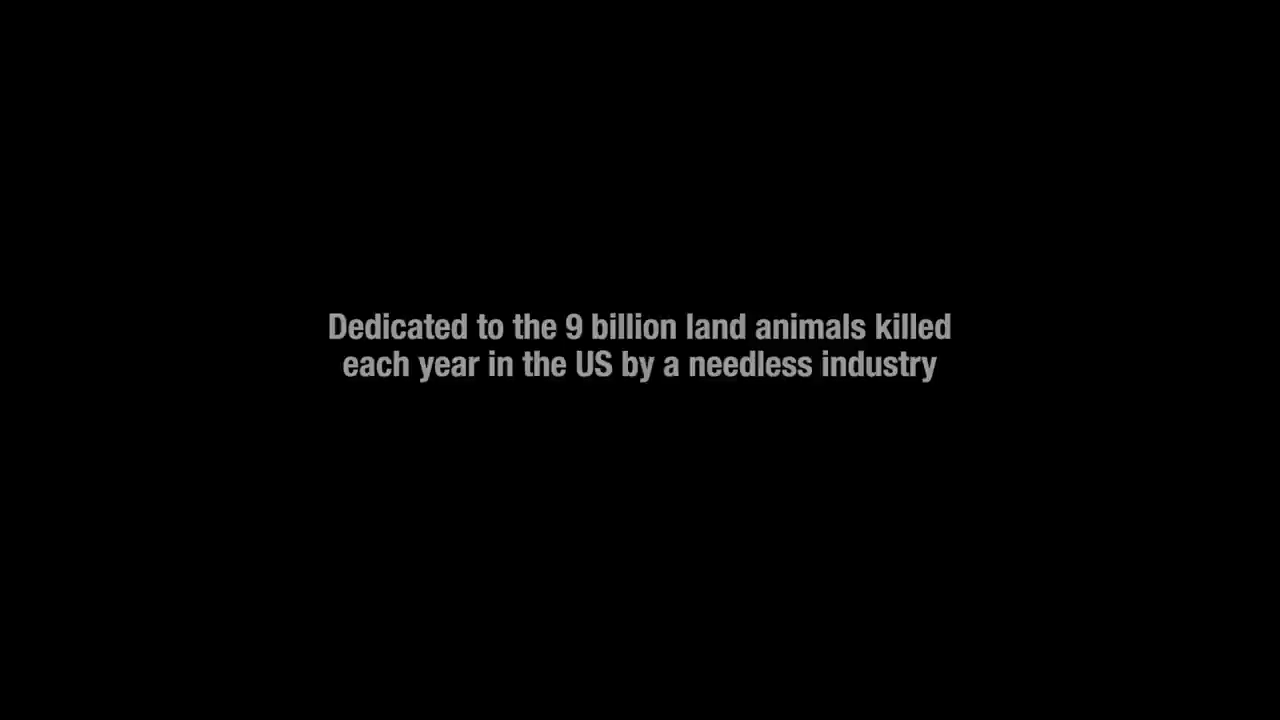 Dedicated to the 9 billion land animals killed
each year in the US by a needless industry